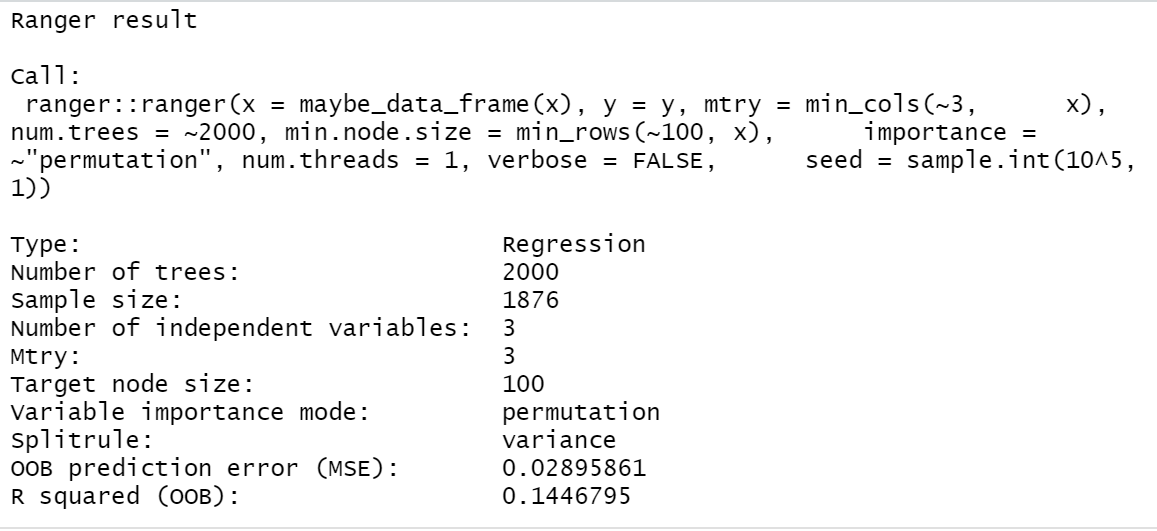 Ranger result
Call:
ranger::ranger(x = maybe_data_frame(x), y = y, mtry = min_cols(~3,      x),
num.trees = ~2000, min.node.size = min_rows(~100, x),      importance =
~"permutation", num.threads = 1, verbose = FALSE,      seed = sample.int(10^5,
1))
Type:                             Regression
Number of trees:                  2000
Sample size:                      1876
Number of independent variables:  3
Mtry:                             3
Target node size:                 100
Variable importance mode:         permutation
Splitrule:                        variance
OOB prediction error (MSE):       0.02895861
R squared (OOB):                  0.1446795